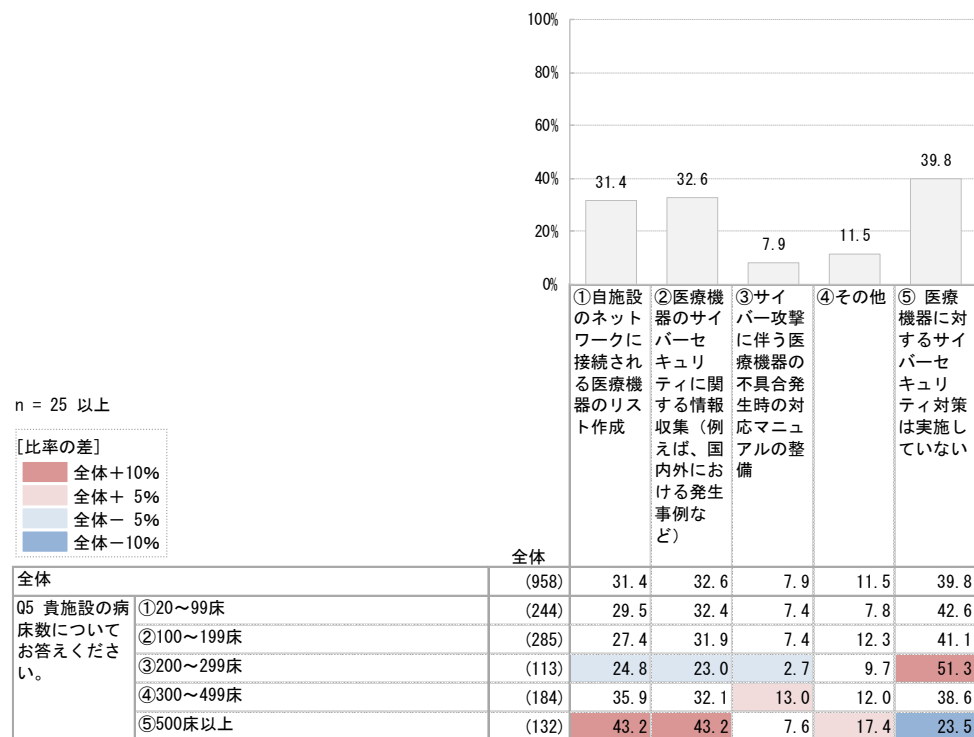 100%
80%
60%
40%
20%
0%
31.4
32.6
7.9
11.5
39.8
①自施設
のネット
ワークに
接続され
る医療機
器のリス
ト作成
②医療機
器のサイ
バーセ
キュリ
ティに関
する情報
収集（例
えば、国
内外にお
ける発生
事例な
ど）
③サイ
バー攻撃
に伴う医
療機器の
不具合発
生時の対
応マニュ
アルの整
備
④その他
⑤ 医療
機器に対
するサイ
バーセ
キュリ
ティ対策
は実施し
ていない
n = 25 以上
[比率の差]
全体＋10%
全体＋ 5%
全体－ 5%
全体－10%
全体
全体 (958) 31.4 32.6 7.9 11.5 39.8
Q5 貴施設の病
床数について
お答えくださ
い。
①20～99床 (244) 29.5 32.4 7.4 7.8 42.6
②100～199床 (285) 27.4 31.9 7.4 12.3 41.1
③200～299床 (113) 24.8 23.0 2.7 9.7 51.3
④300～499床 (184) 35.9 32.1 13.0 12.0 38.6
⑤500床以上 (132) 43.2 43.2 7.6 17.4 23.5